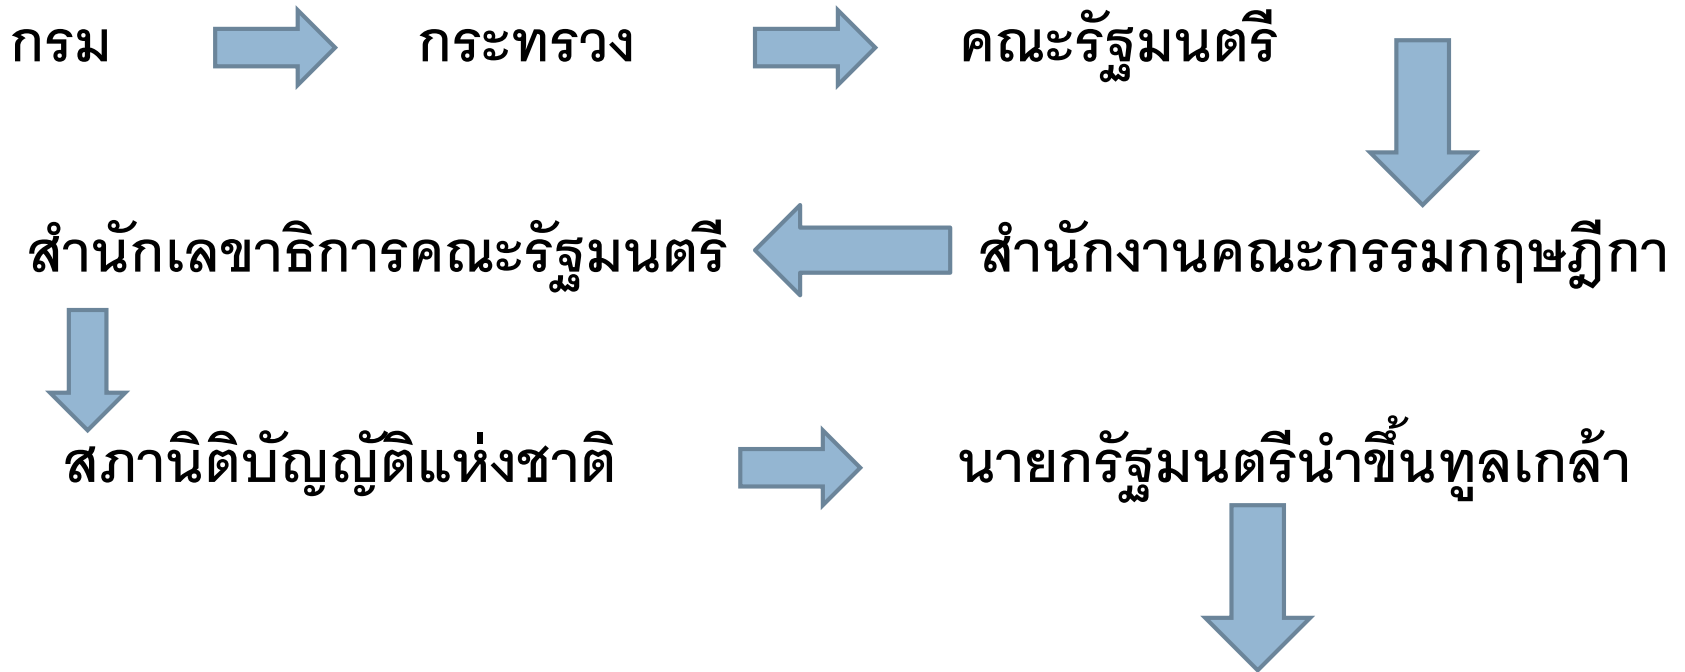 กรม กระทรวง คณะรัฐมนตรี
สำนักเลขาธิการคณะรัฐมนตรี สำนักงานคณะกรรมกฤษฎีกา
สภานิติบัญญัติแห่งชาติ นายกรัฐมนตรีนำขึ้นทูลเกล้า